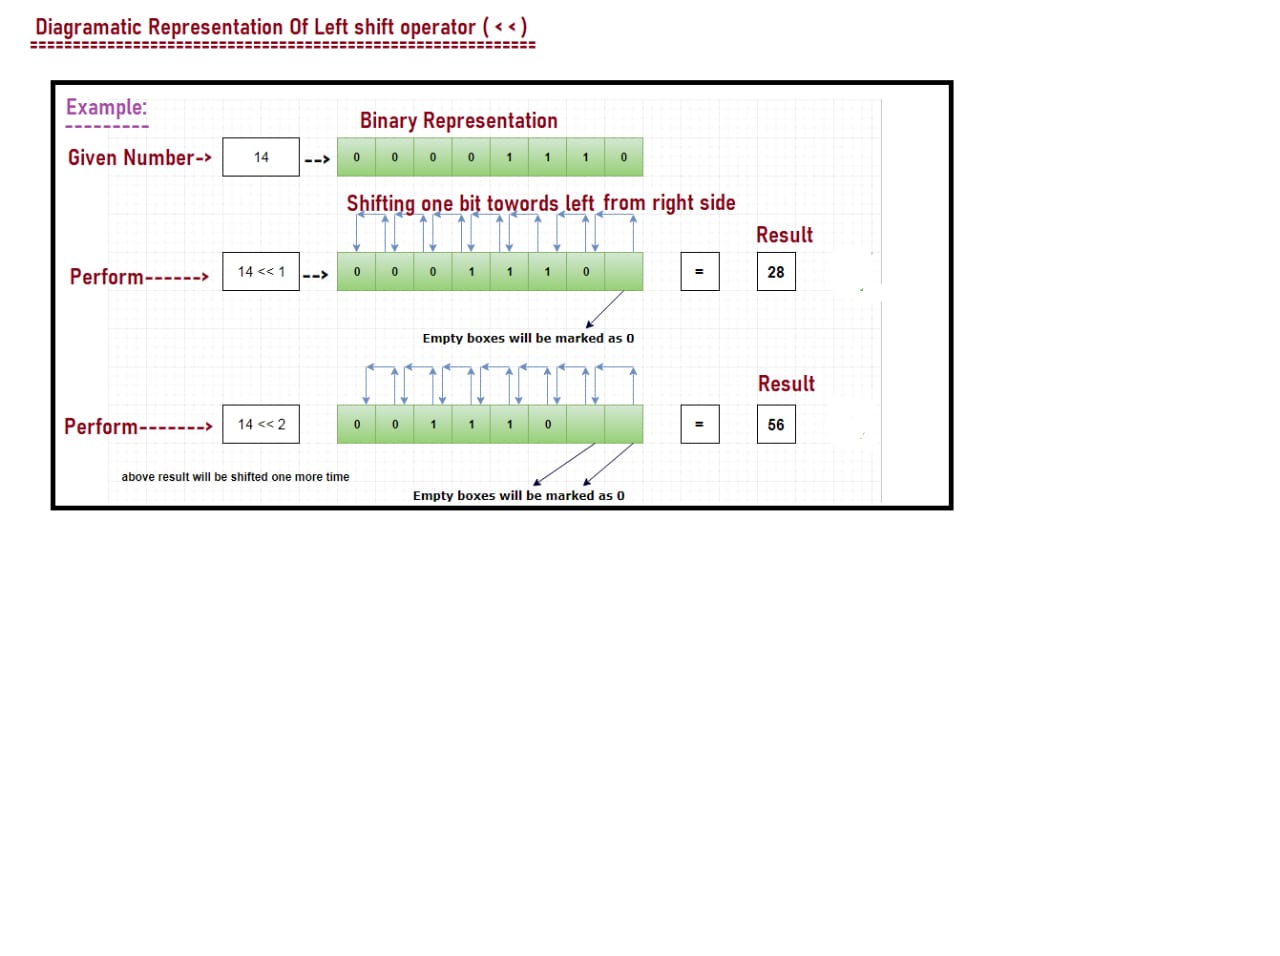 Diagramatic Representation Of Left shift operator ( < < )
Example:
Binary Representation
Given Number-> 14 --> 0 0 0 0 1 1 1 0
Shifting one bit towords left from right side
Result
Perform------> 14 << 1 --> 0 0 0 1 1 1 0 = 28
Empty boxes will be marked as 0
Result
Perform-------> 14 << 2 0 0 1 1 1 0 = 56
above result will be shifted one more time
Empty boxes will be marked as 0